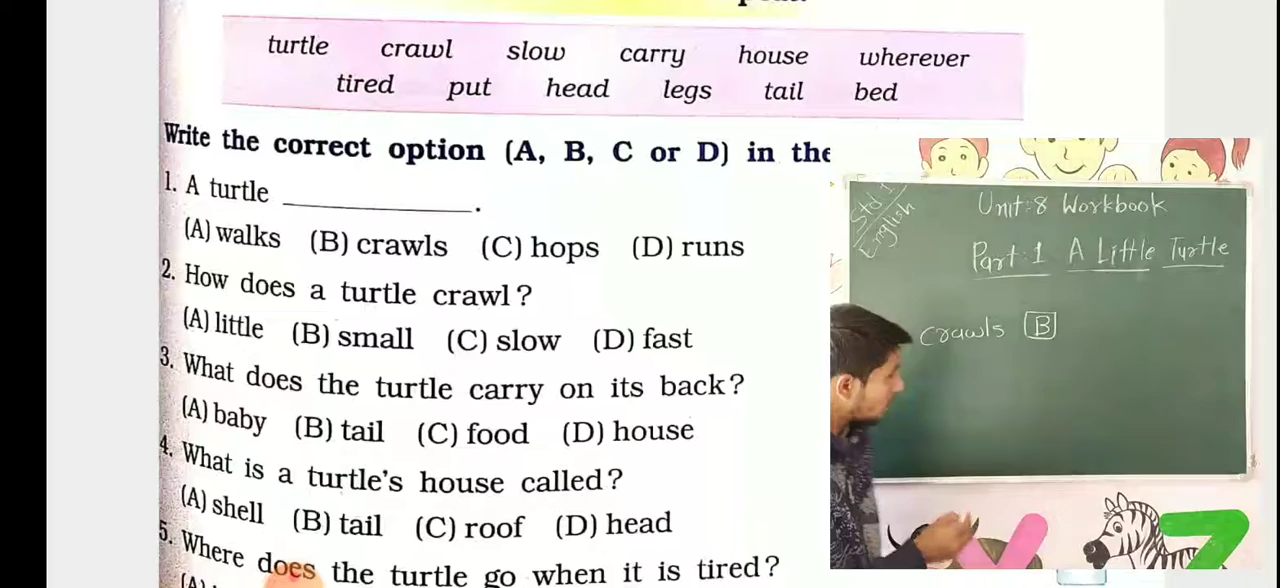 turtle crawl slow carry house wherever
tired put head legs tail bed
Write the correct option (A, B, C or D) in the
1. A turtle ____________.
(A) walks (B) crawls (C) hops (D) runs
2. How does a turtle crawl?
(A) little (B) small (C) slow (D) fast
3. What does the turtle carry on its back?
(A) baby (B) tail (C) food (D) house
4. What is a turtle's house called?
(A) shell (B) tail (C) roof (D) head
5. Where does the turtle go when it is tired?
Std 1
English
Unit:8 Workbook
Part:1 A Little Turtle
crawls B
Z